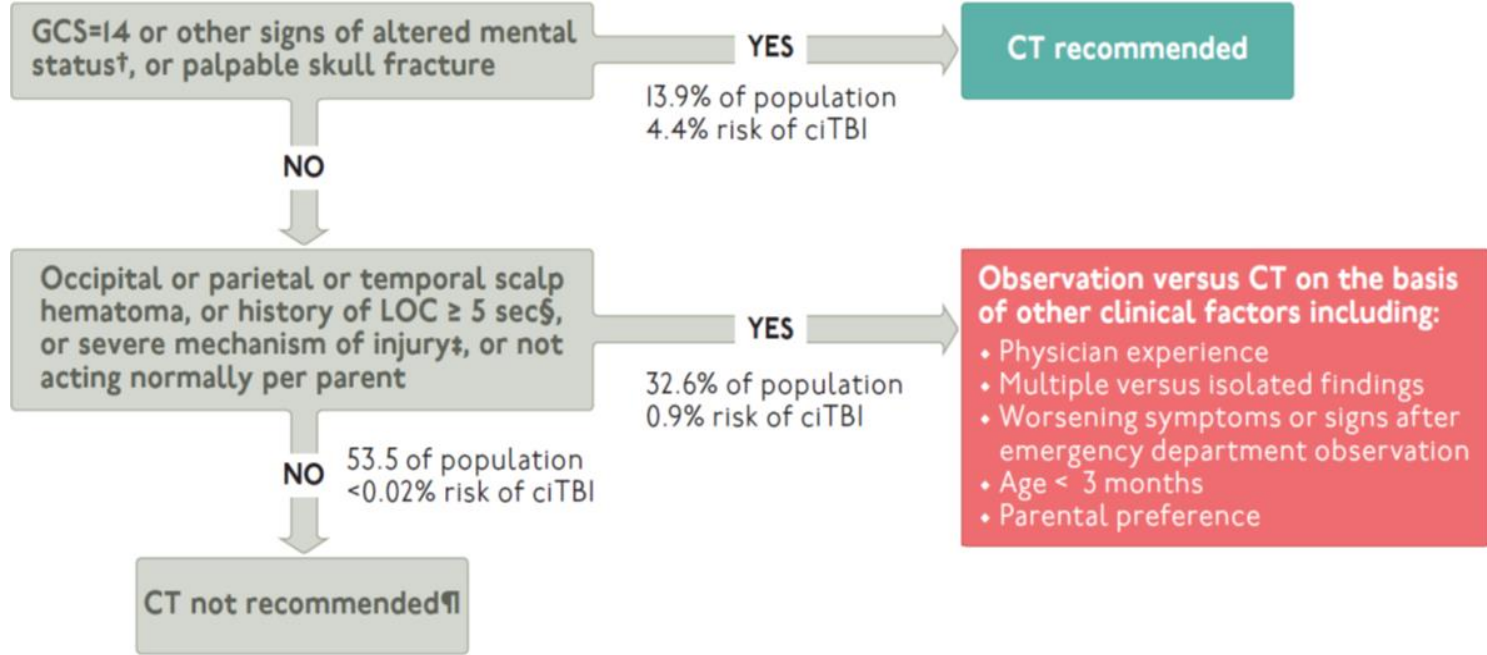 GCS=14 or other signs of altered mental
status†, or palpable skull fracture
YES
CT recommended
13.9% of population
4.4% risk of ciTBI
NO
Occipital or parietal or temporal scalp
hematoma, or history of LOC ≥ 5 sec§,
or severe mechanism of injury‡, or not
acting normally per parent
YES
32.6% of population
0.9% risk of ciTBI
Observation versus CT on the basis
of other clinical factors including:
• Physician experience
• Multiple versus isolated findings
• Worsening symptoms or signs after
emergency department observation
• Age < 3 months
• Parental preference
NO
53.5 of population
<0.02% risk of ciTBI
CT not recommended¶